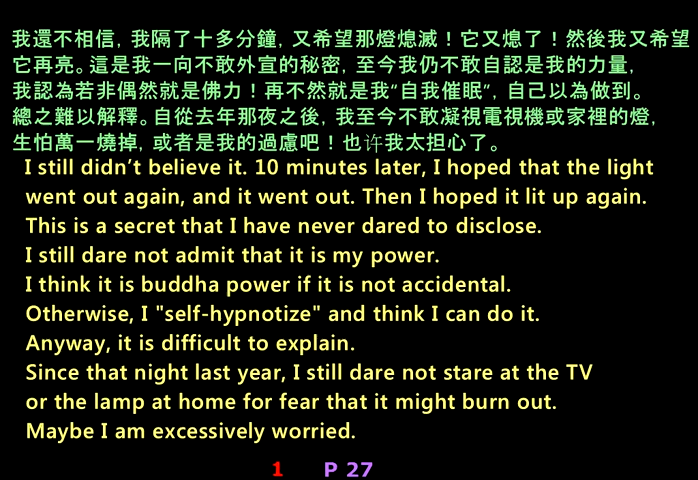 我還不相信, 我隔了十多分鐘, 又希望那燈熄滅！它又熄了！然後我又希望
它再亮。這是我一向不敢外宣的秘密, 至今我仍不敢自認是我的力量,
我認為若非偶然就是佛力！再不然就是我"自我催眠", 自己以為做到。
總之難以解釋。自從去年那夜之後, 我至今不敢凝視電視機或家裡的燈,
生怕萬一燒掉, 或者是我的過慮吧！也许我太担心了。
I still didn't believe it. 10 minutes later, I hoped that the light
went out again, and it went out. Then I hoped it lit up again.
This is a secret that I have never dared to disclose.
I still dare not admit that it is my power.
I think it is buddha power if it is not accidental.
Otherwise, I "self-hypnotize" and think I can do it.
Anyway, it is difficult to explain.
Since that night last year, I still dare not stare at the TV
or the lamp at home for fear that it might burn out.
Maybe I am excessively worried.
1 P 27